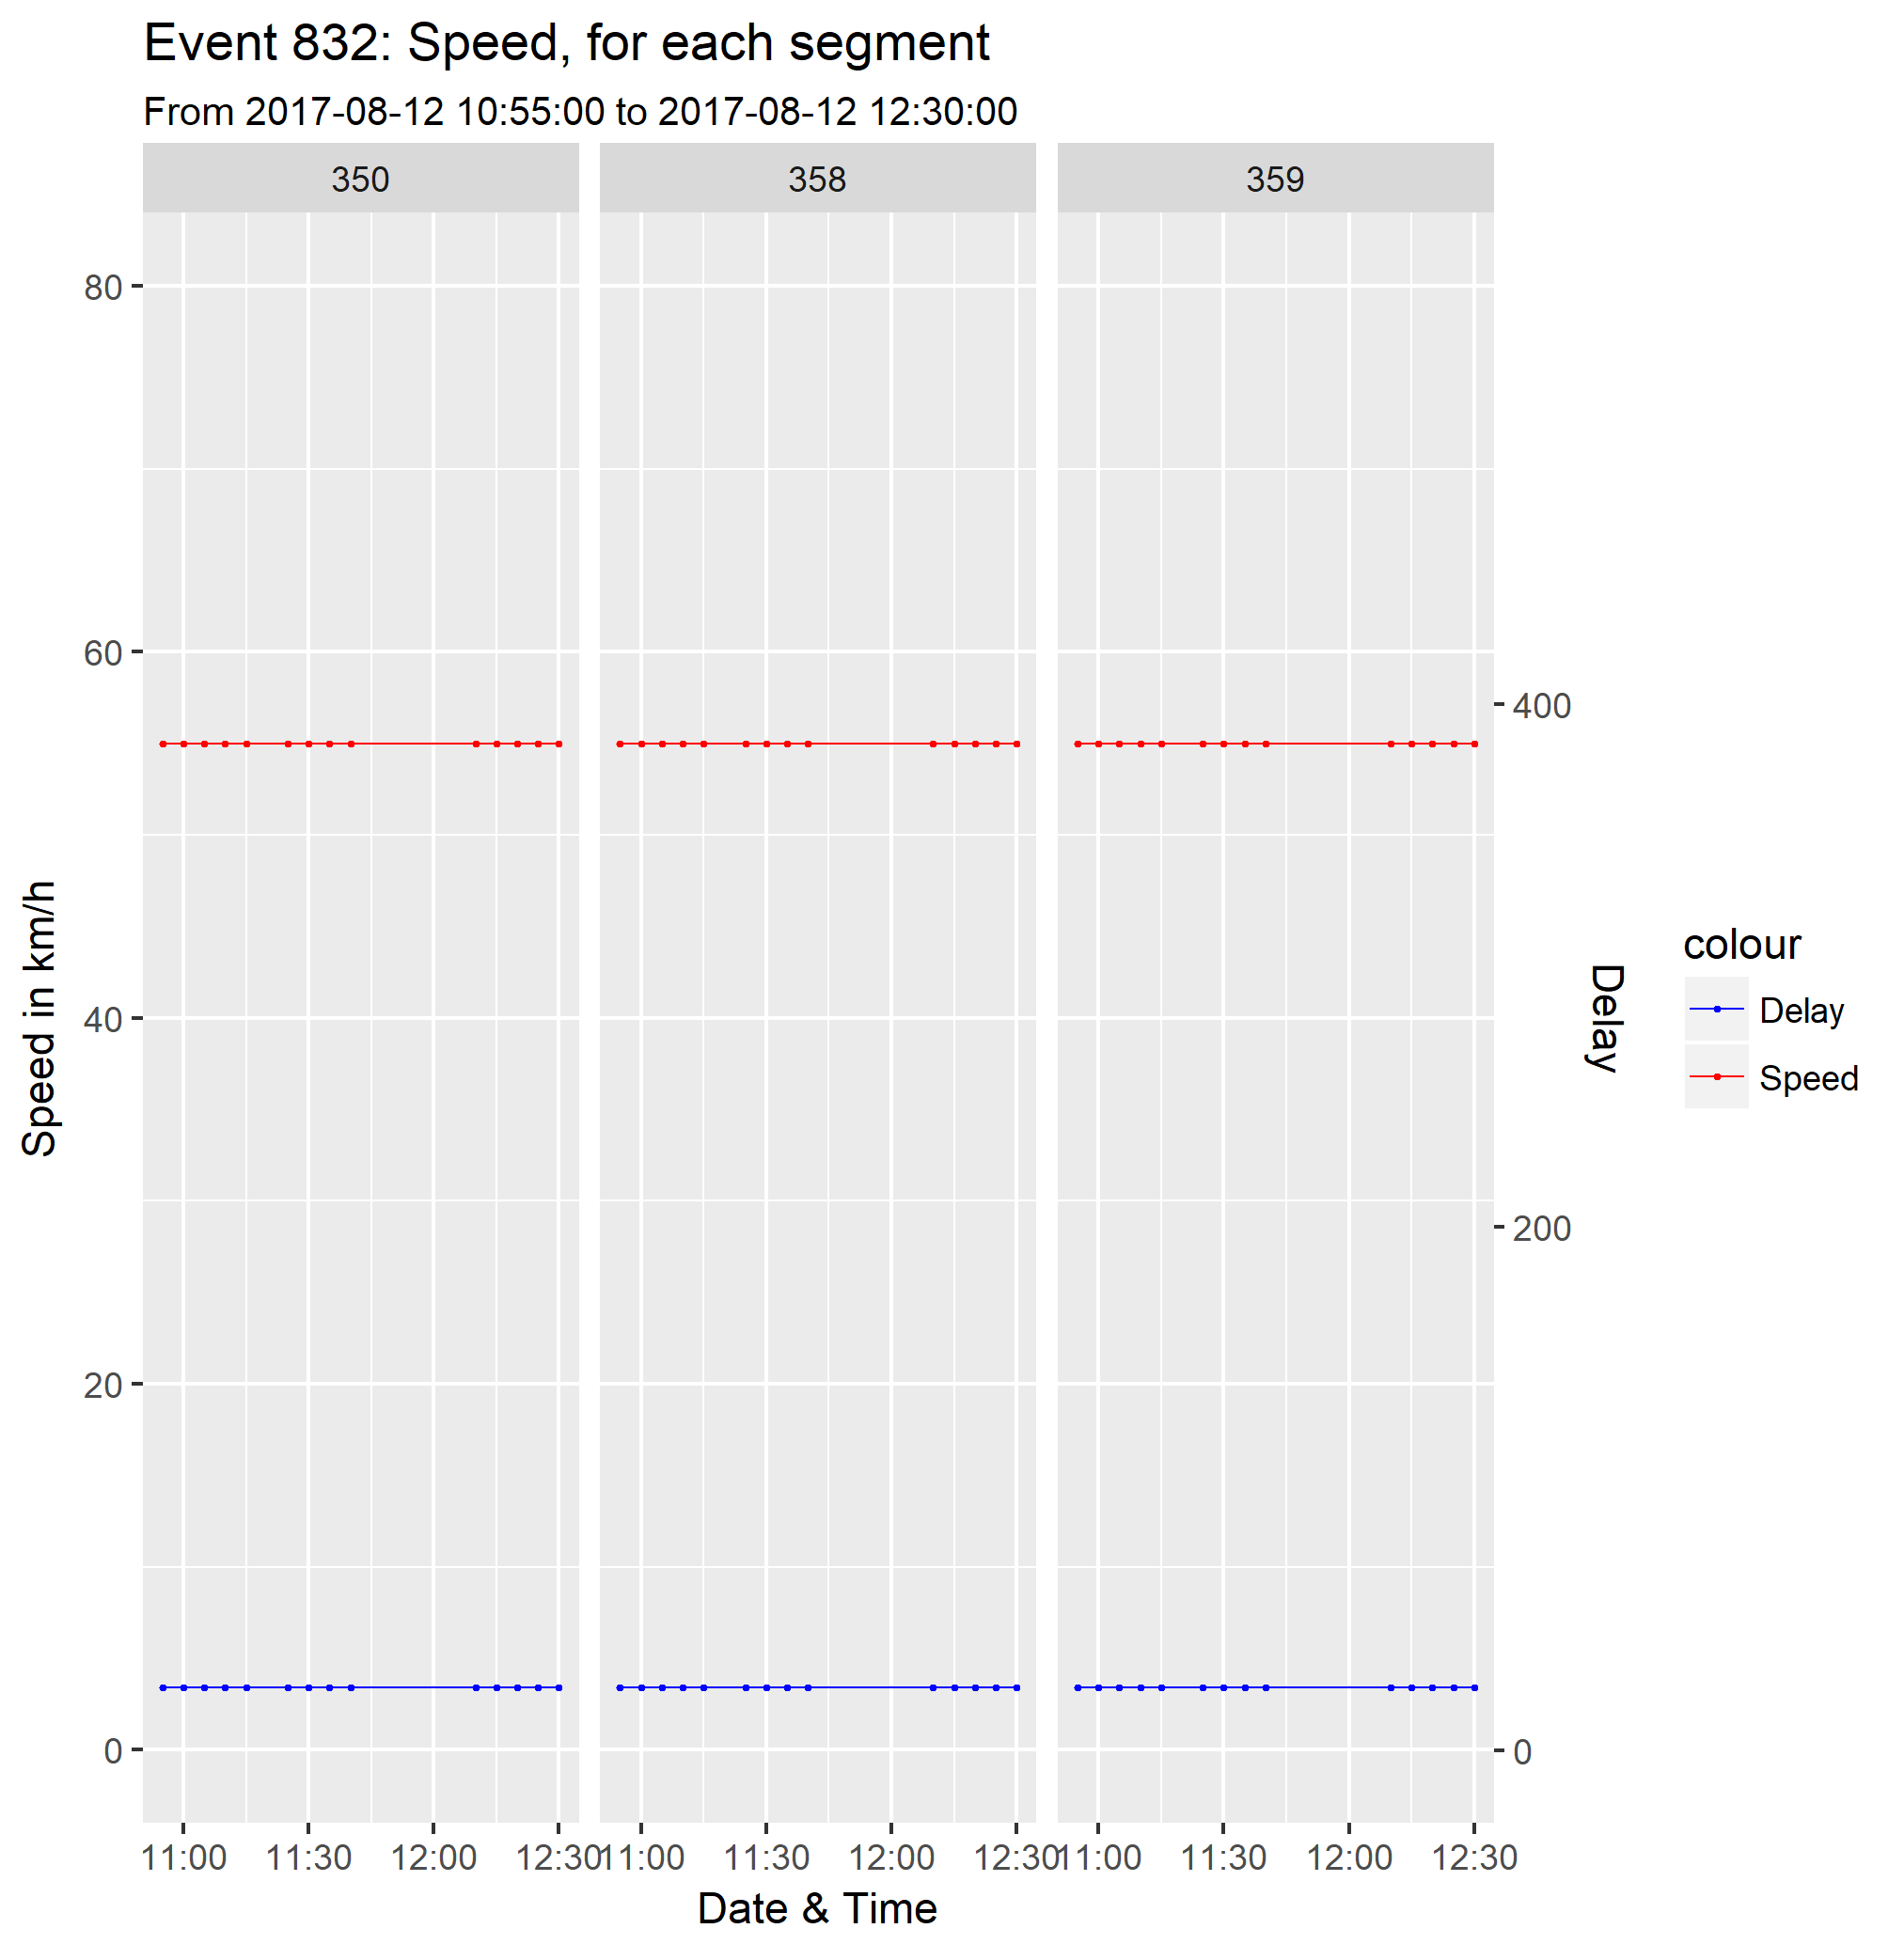 Event 832: Speed, for each segment
From 2017-08-12 10:55:00 to 2017-08-12 12:30:00
350 358 359
80
60
40
20
0
Speed in km/h
400
200
0
Delay
11:00 11:30 12:00 12:30 11:00 11:30 12:00 12:30 11:00 11:30 12:00 12:30
Date & Time
colour
Delay
Speed